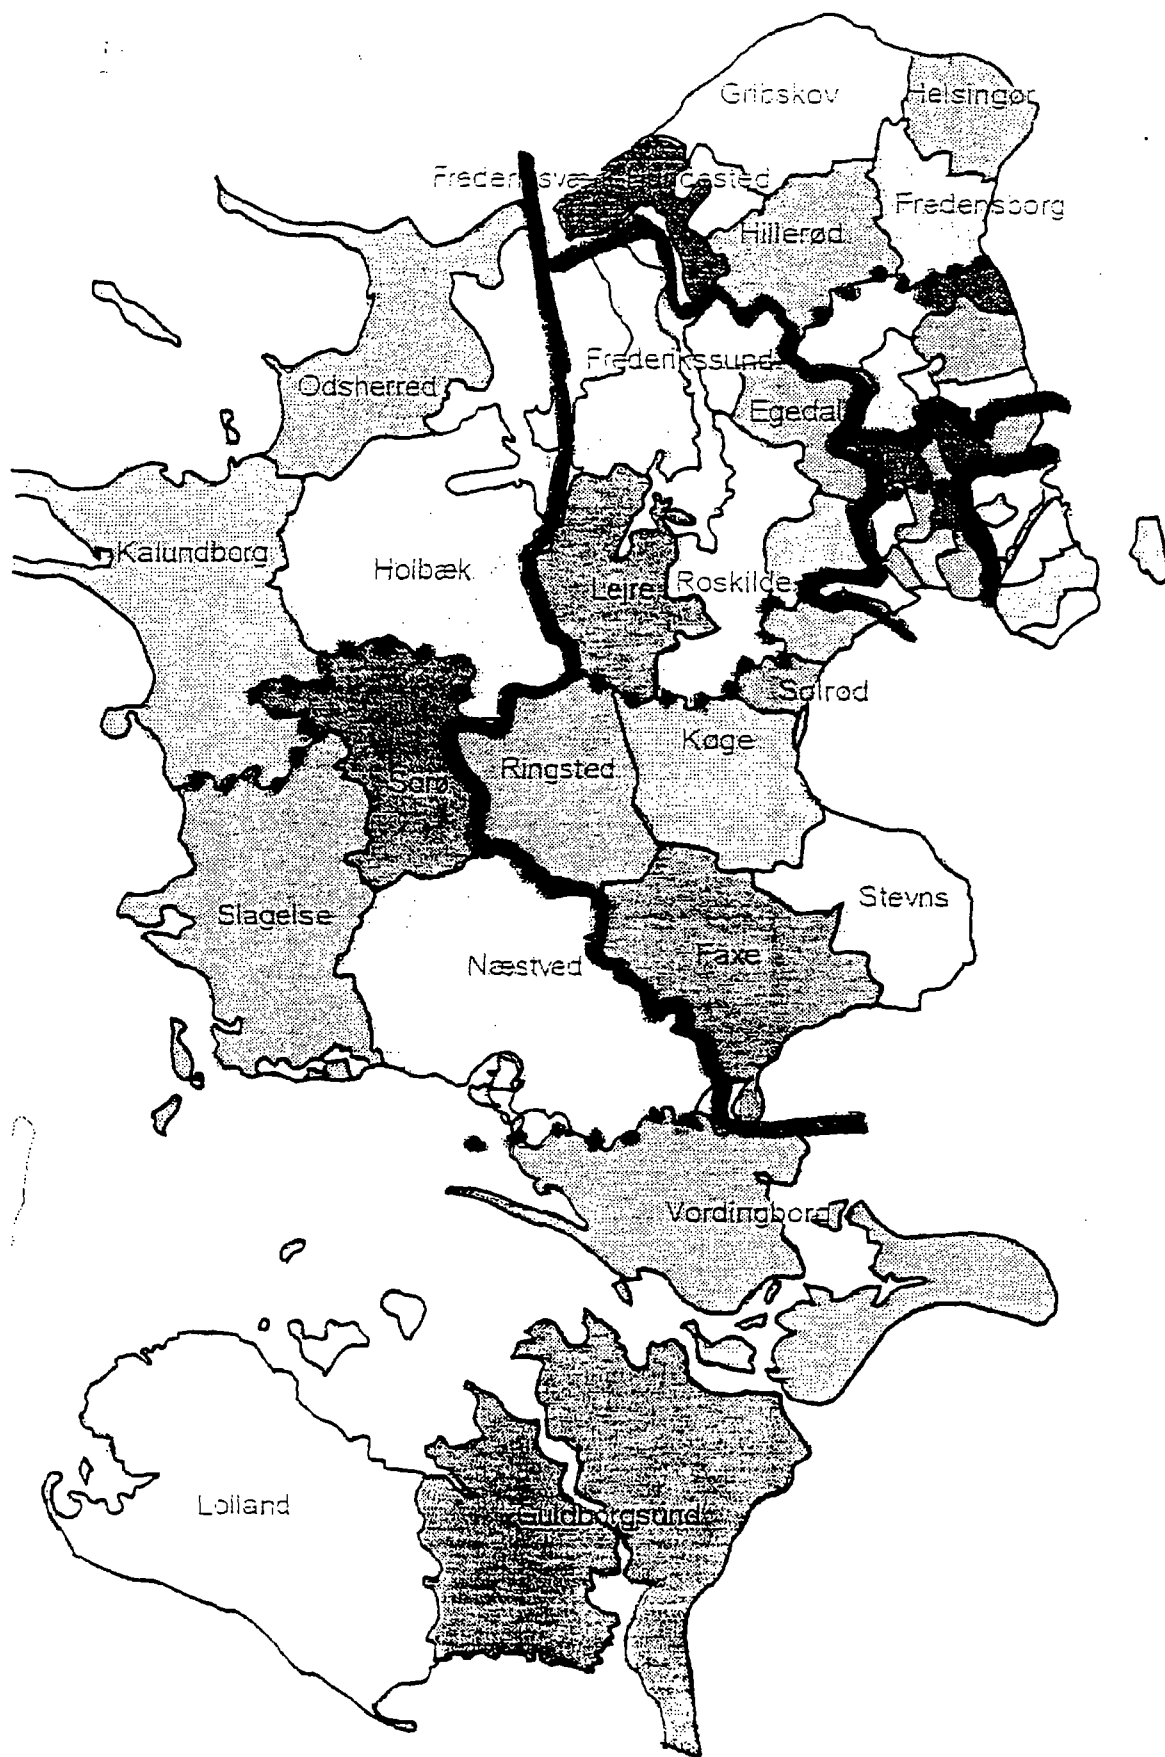 Gribskov
Helsingør
Fredensborg
Hillerød
Frederikssund
Odsherred
Egedal
Kalundborg
Holbæk
Lejre
Roskilde
Solrød
Køge
Ringsted
Sorø
Stevns
Slagelse
Faxe
Næstved
Vordingborg
Lolland
Guldborgsund